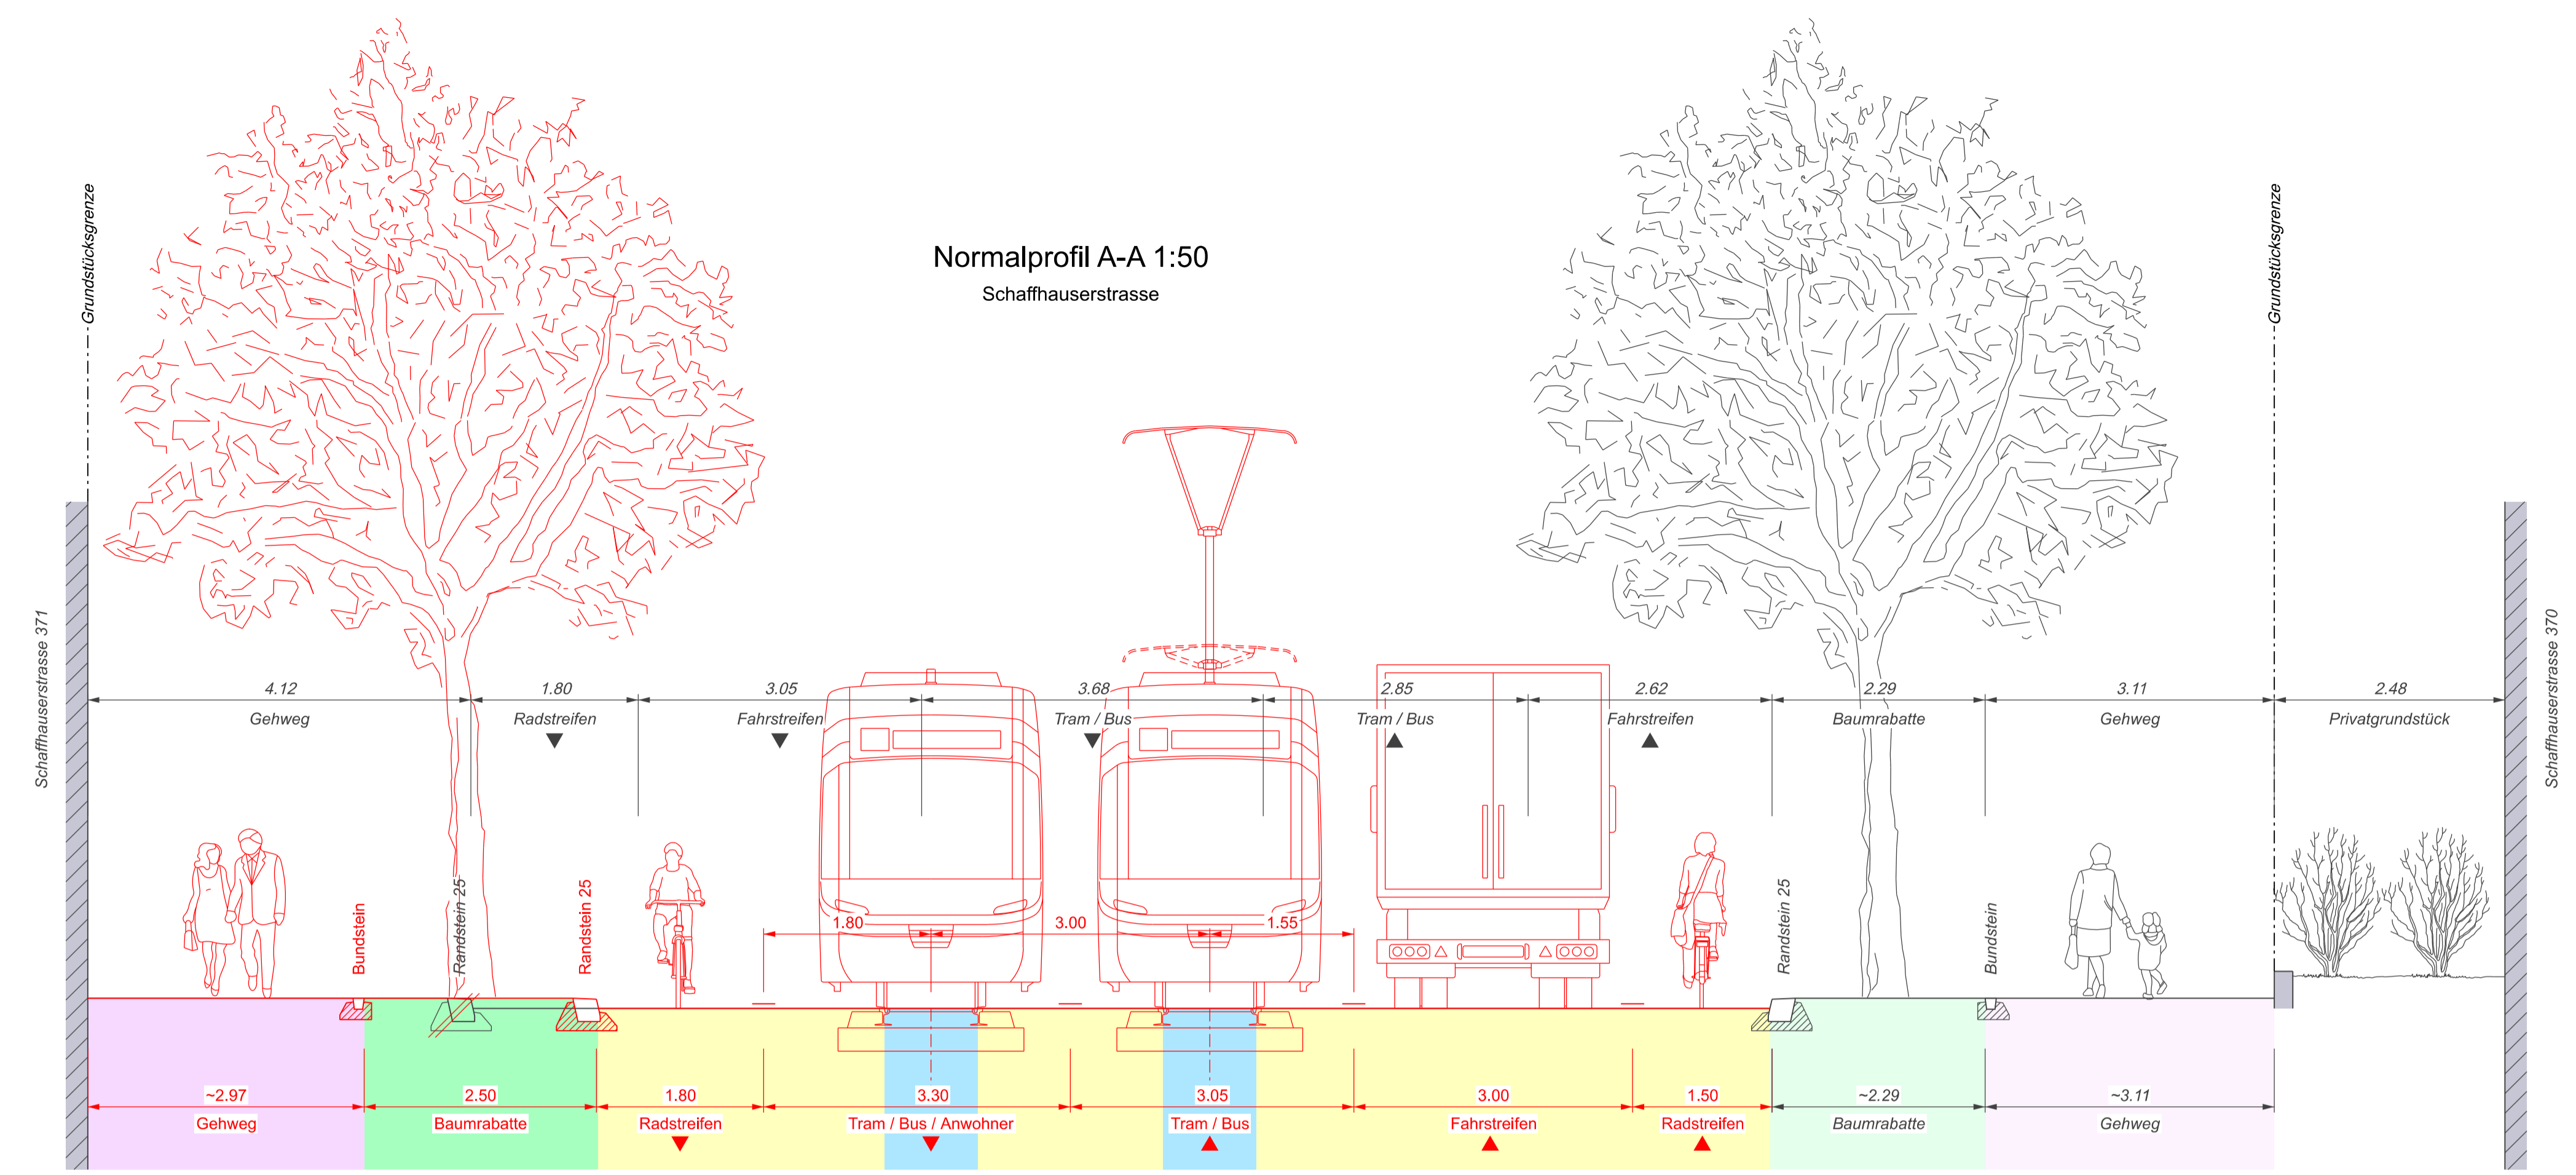 Normalprofil A-A 1:50
Schaffhauserstrasse
Grundstücksgrenze
Grundstücksgrenze
Schaffhauserstrasse 371
Schaffhauserstrasse 370
4.12 1.80 3.05 3.68 2.85 2.62 2.29 3.11 2.48
Gehweg Radstreifen Fahrstreifen Tram / Bus Tram / Bus Fahrstreifen Baumrabatte Gehweg Privatgrundstück
Bundstein
Randstein 25
Randstein 25
Randstein 25
Bundstein
1.80 3.00 1.55
~2.97 2.50 1.80 3.30 3.05 3.00 1.50 ~2.29 ~3.11
Gehweg Baumrabatte Radstreifen Tram / Bus / Anwohner Tram / Bus Fahrstreifen Radstreifen Baumrabatte Gehweg